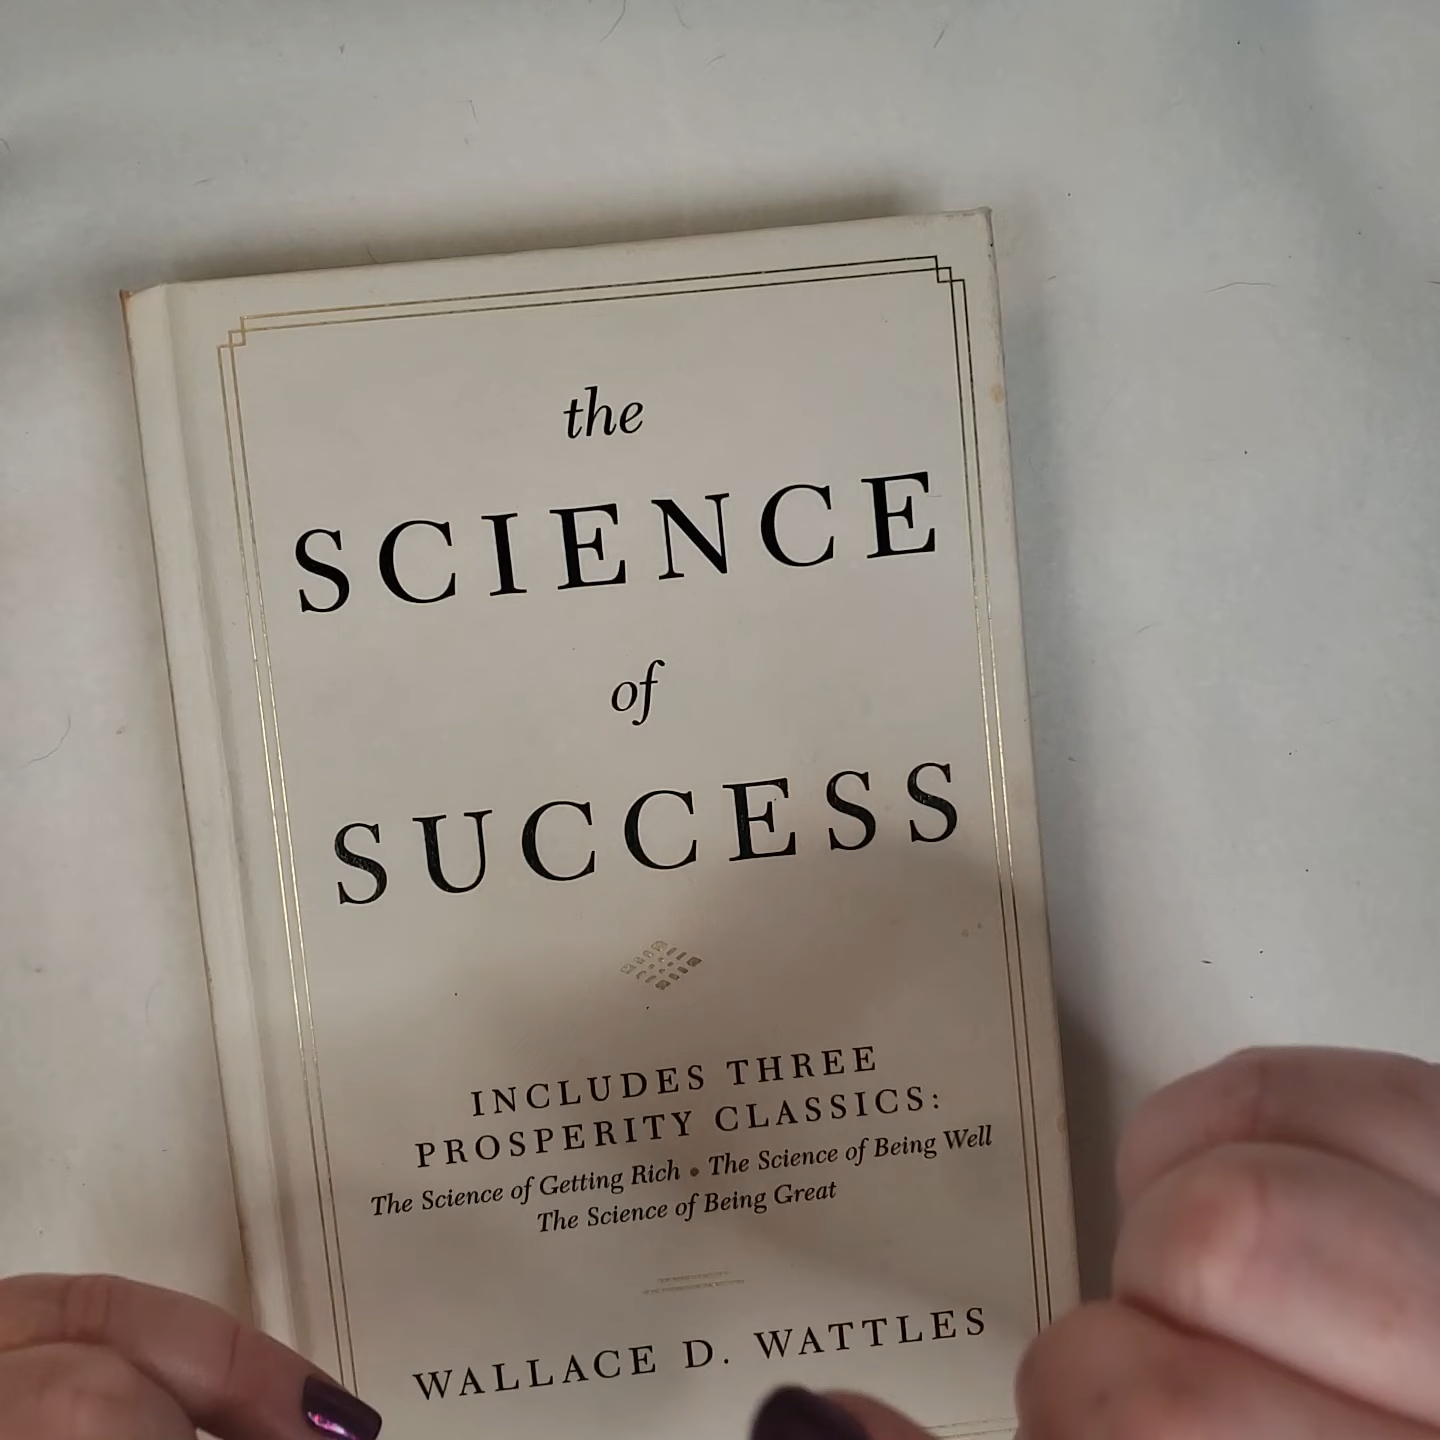 the
SCIENCE
of
SUCCESS
INCLUDES THREE
PROSPERITY CLASSICS:
The Science of Getting Rich • The Science of Being Well
The Science of Being Great
WALLACE D. WATTLES